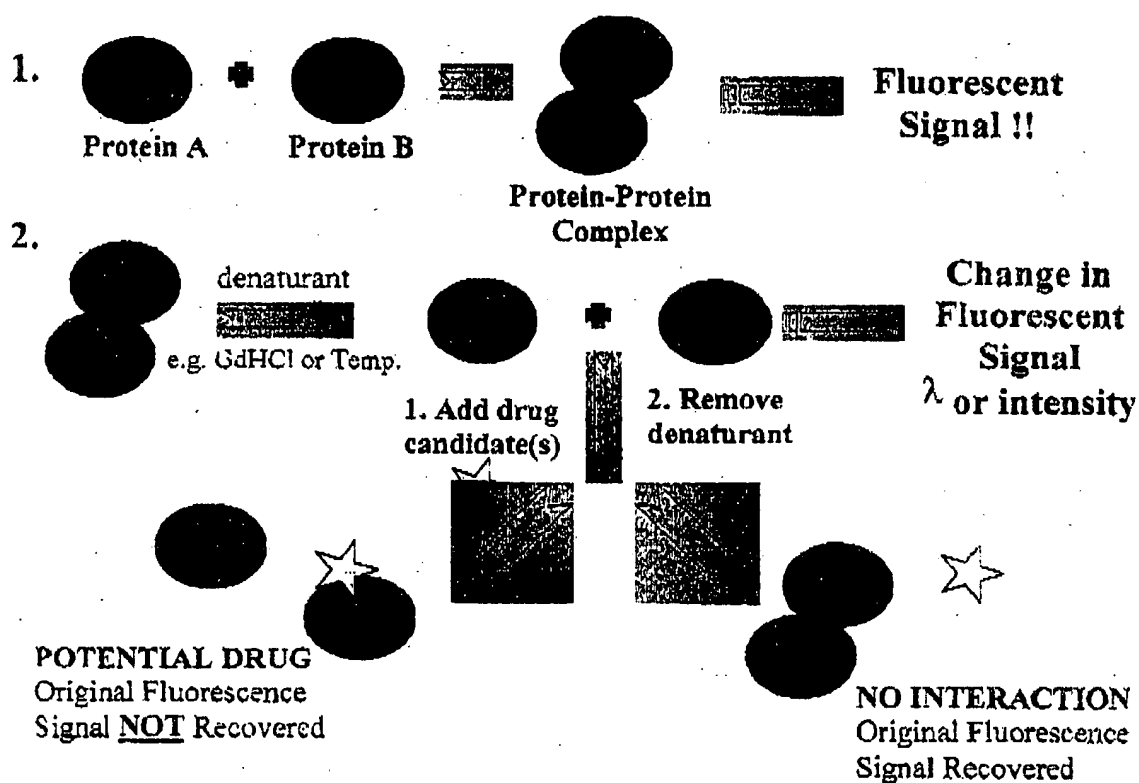 1.
Protein A
Protein B
Protein-Protein
Complex
Fluorescent
Signal !!
2.
denaturant
e.g. GdHCl or Temp.
Change in
Fluorescent
Signal
λ or intensity
1. Add drug
candidate(s)
2. Remove
denaturant
POTENTIAL DRUG
Original Fluorescence
Signal NOT Recovered
NO INTERACTION
Original Fluorescence
Signal Recovered